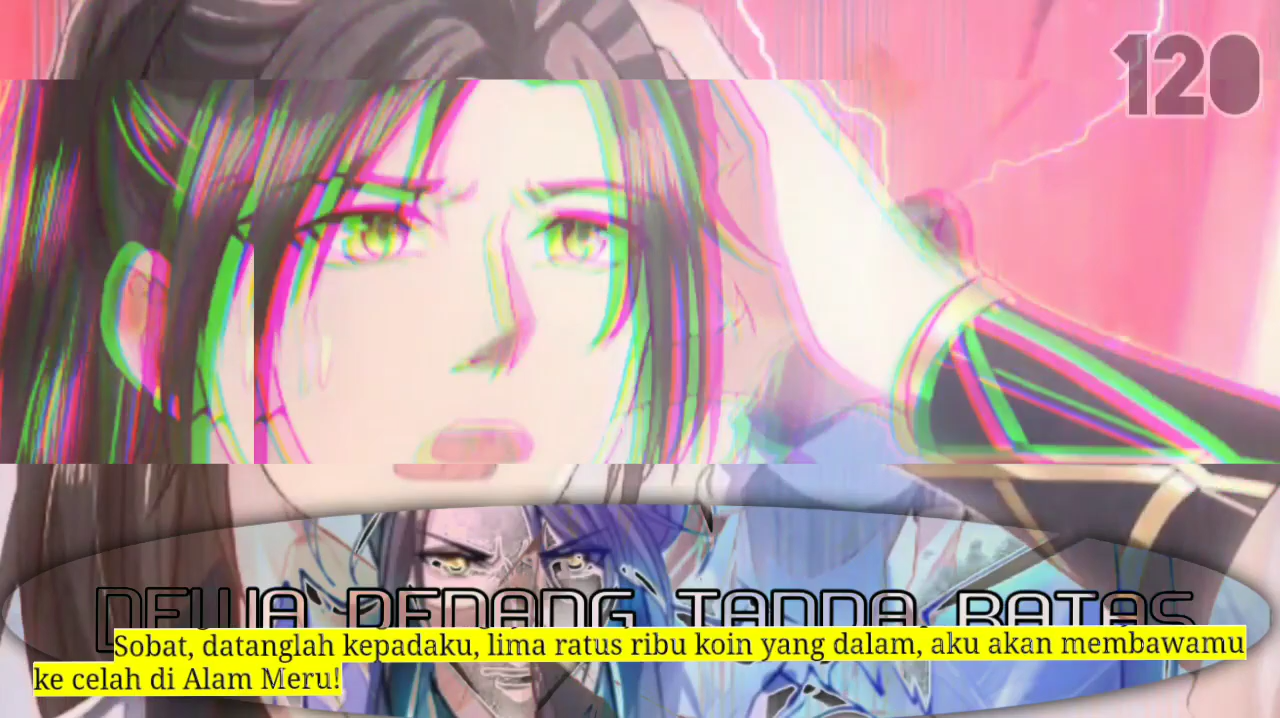 120
DEWA PEDANG TANPA BATAS
Sobat, datanglah kepadaku, lima ratus ribu koin yang dalam, aku akan membawamu
ke celah di Alam Meru!